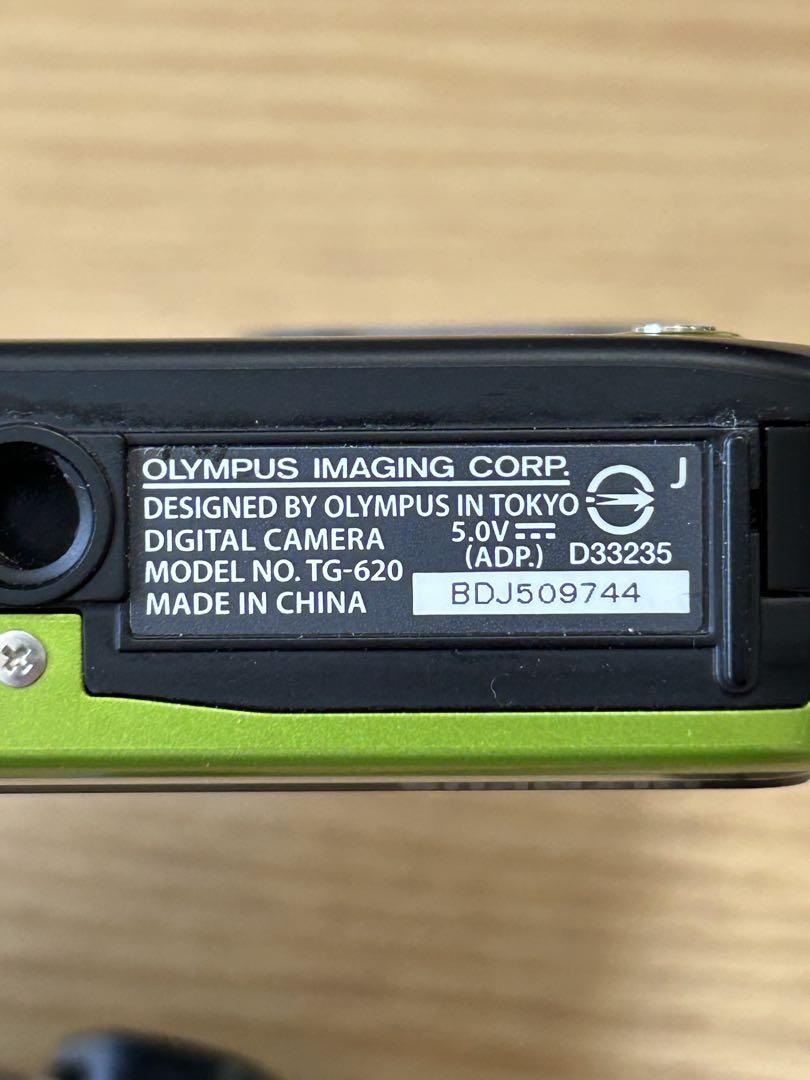 OLYMPUS IMAGING CORP.
J
DESIGNED BY OLYMPUS IN TOKYO
DIGITAL CAMERA
5.0V
(ADP.)
D33235
MODEL NO. TG-620
MADE IN CHINA
BDJ509744